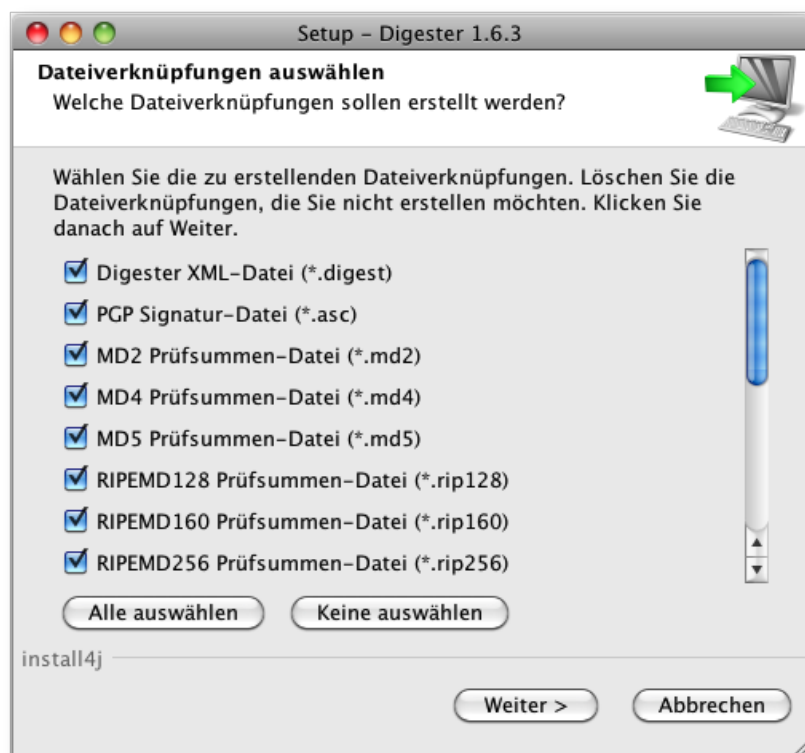 Setup – Digester 1.6.3
Dateiverknüpfungen auswählen
Welche Dateiverknüpfungen sollen erstellt werden?
Wählen Sie die zu erstellenden Dateiverknüpfungen. Löschen Sie die
Dateiverknüpfungen, die Sie nicht erstellen möchten. Klicken Sie
danach auf Weiter.
Digester XML-Datei (*.digest)
PGP Signatur-Datei (*.asc)
MD2 Prüfsummen-Datei (*.md2)
MD4 Prüfsummen-Datei (*.md4)
MD5 Prüfsummen-Datei (*.md5)
RIPEMD128 Prüfsummen-Datei (*.rip128)
RIPEMD160 Prüfsummen-Datei (*.rip160)
RIPEMD256 Prüfsummen-Datei (*.rip256)
Alle auswählen Keine auswählen
install4j
Weiter > Abbrechen